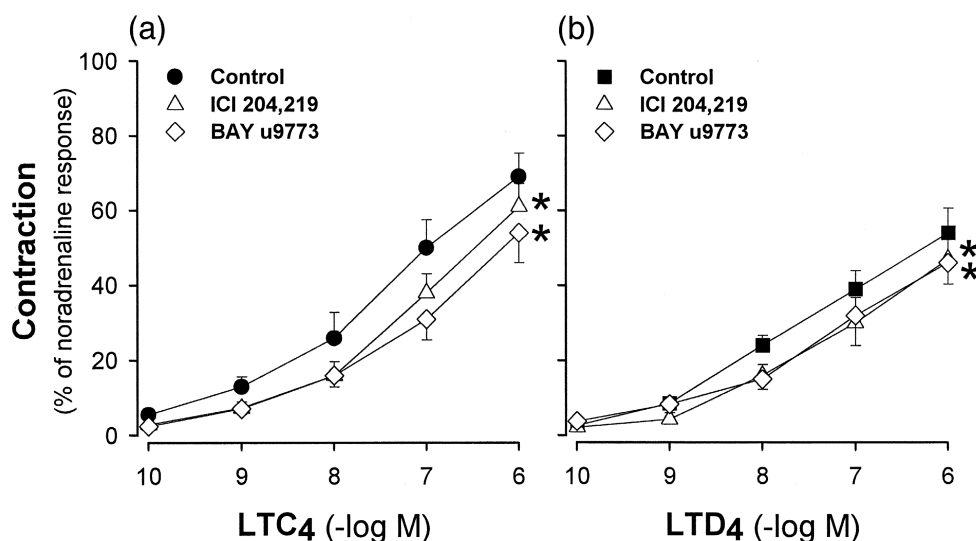 (a)
(b)
Contraction
(% of noradrenaline response)
100
80
60
40
20
0
Control
ICI 204,219
BAY u9773
*
*
10 9 8 7 6
LTC4 (-log M)
Control
ICI 204,219
BAY u9773
*
*
10 9 8 7 6
LTD4 (-log M)